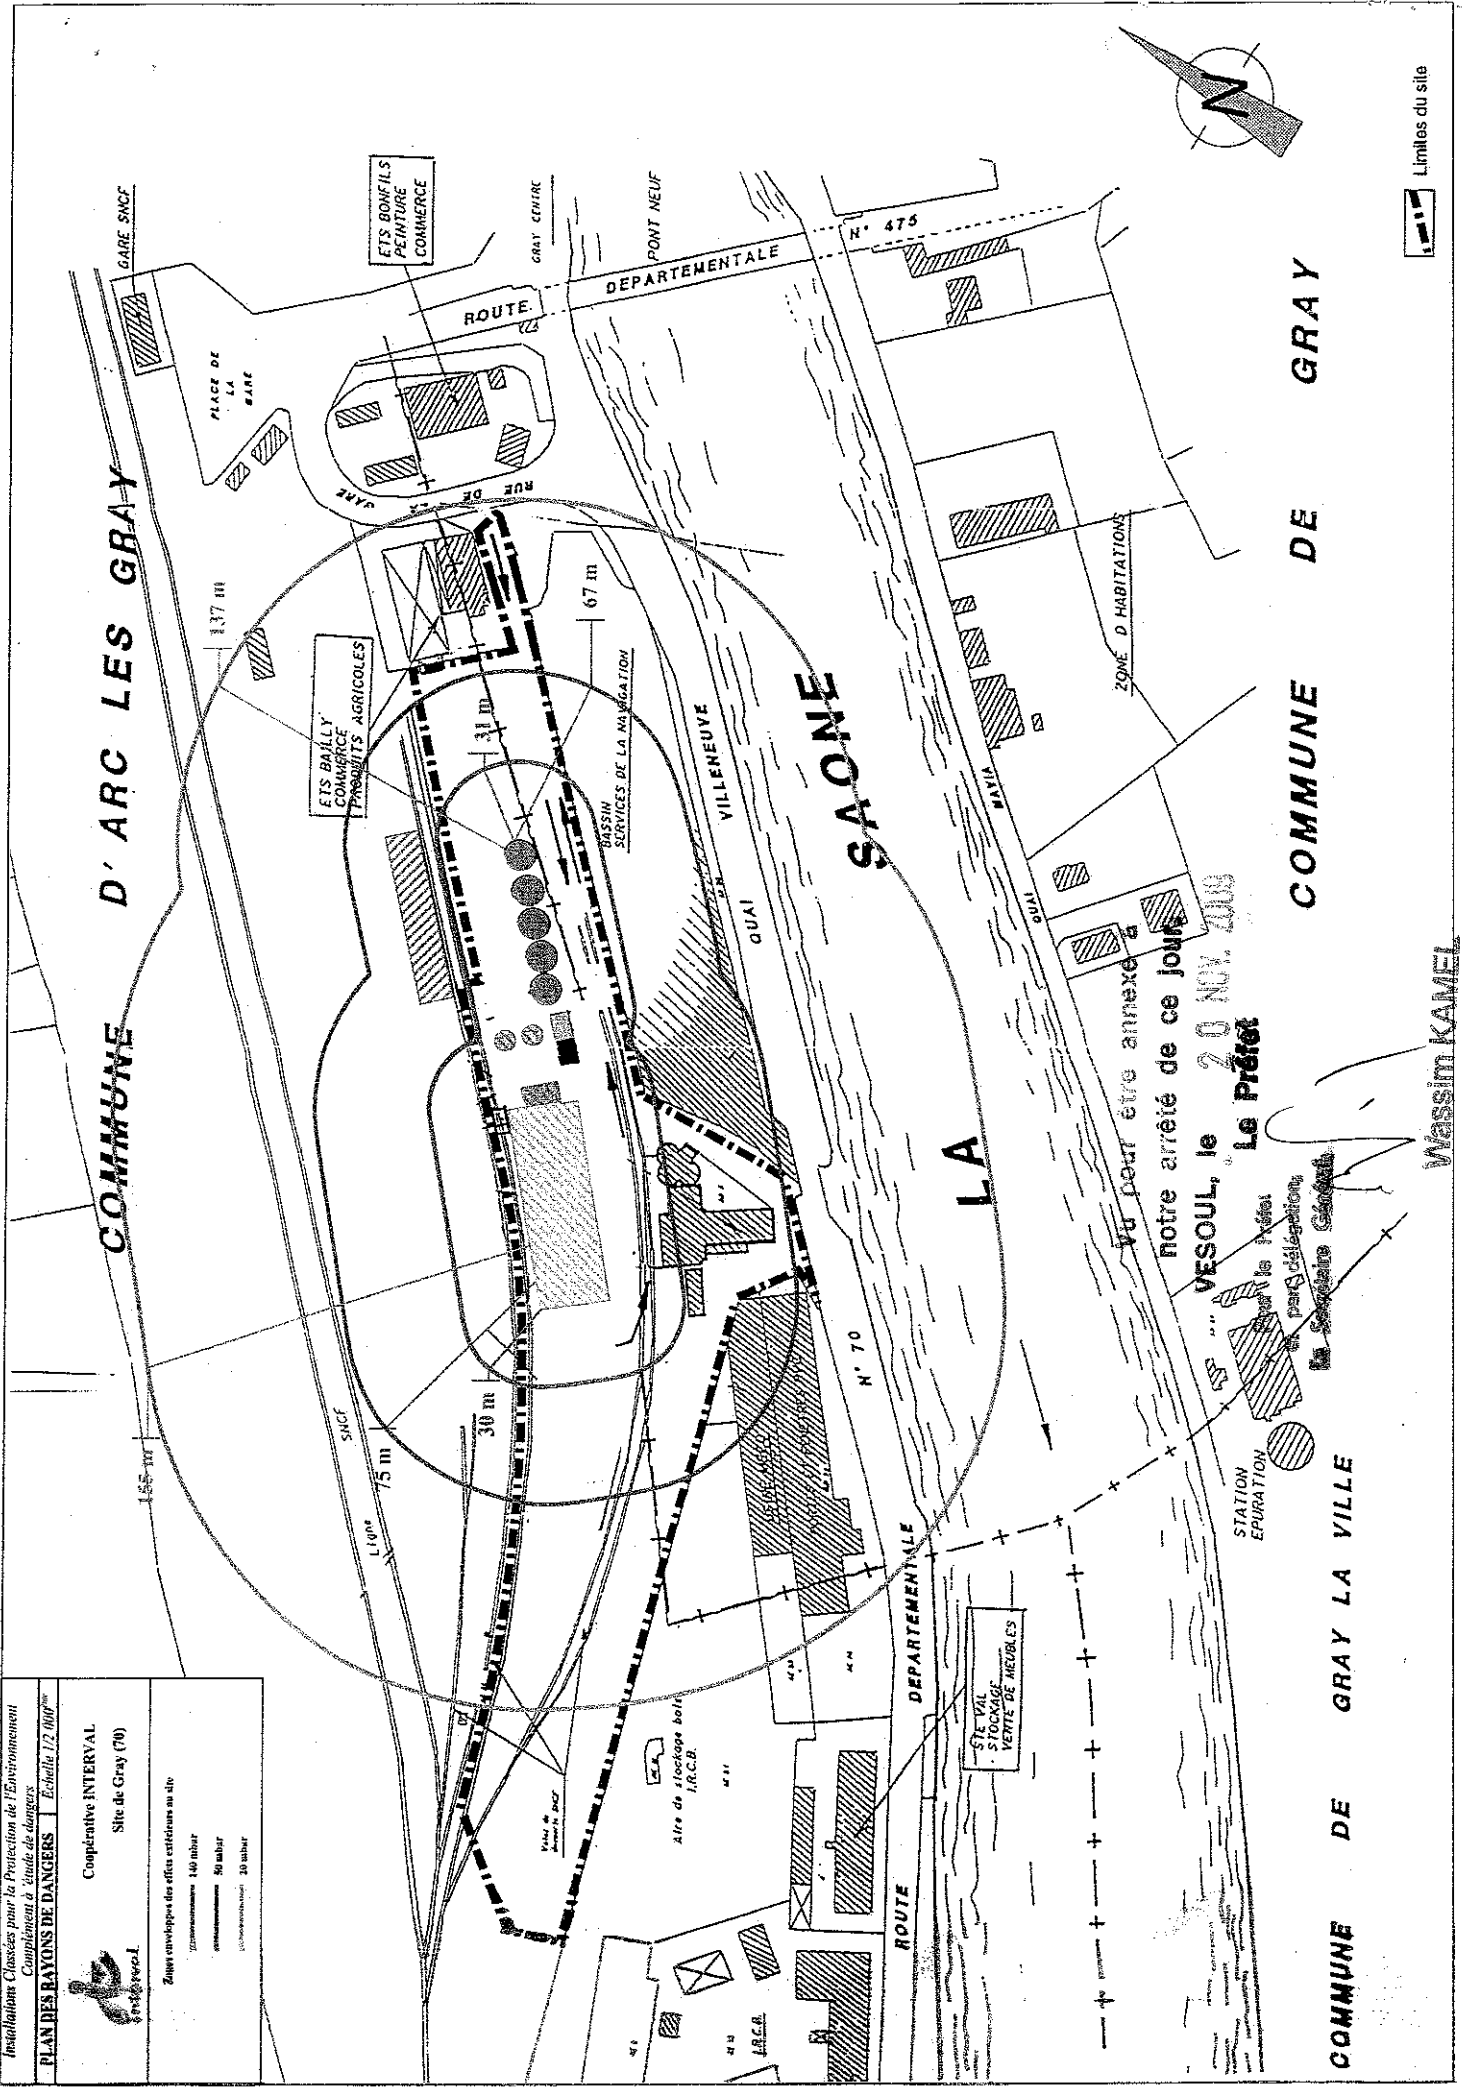 Installations Classées pour la Protection de l'Environnement
Complément à l'étude de dangers
PLAN DES RAYONS DE DANGERS
Echelle 1/2 000ème
Coopérative INTERVAL
Site de Gray (70)
Interval
Zones enveloppes des effets extérieurs au site
140 mbar
50 mbar
20 mbar
COMMUNE D'ARC LES GRAY
GARE SNCF
PLACE DE
LA
GARE
ETS BONFILS
PEINTURE
COMMERCE
GRAY CENTRE
PONT NEUF
ROUTE DEPARTEMENTALE N° 475
RUE DE LA GARE
137 m
ETS BAILLY
COMMERCE
PRODUITS AGRICOLES
31 m
67 m
BASSIN
SERVICES DE LA NAVIGATION
QUAI VILLENEUVE
LA SAONE
QUAI MAVIA
ZONE D HABITATIONS
COMMUNE DE GRAY
Limites du site
N
155 m
75 m
30 m
Ligne SNCF
Voies de
desserte SNCF
Aire de stockage bois
I.R.C.B.
I.R.C.B.
ROUTE DEPARTEMENTALE N° 70
STE VAL
STOCKAGE
VENTE DE MEUBLES
STATION
EPURATION
COMMUNE DE GRAY LA VILLE
Vu pour être annexé à
notre arrêté de ce jour
VESOUL, le 20 NOV. 2009
Le Préfet
Pour le Préfet
et par délégation,
le Secrétaire Général
Wassim KAMEL